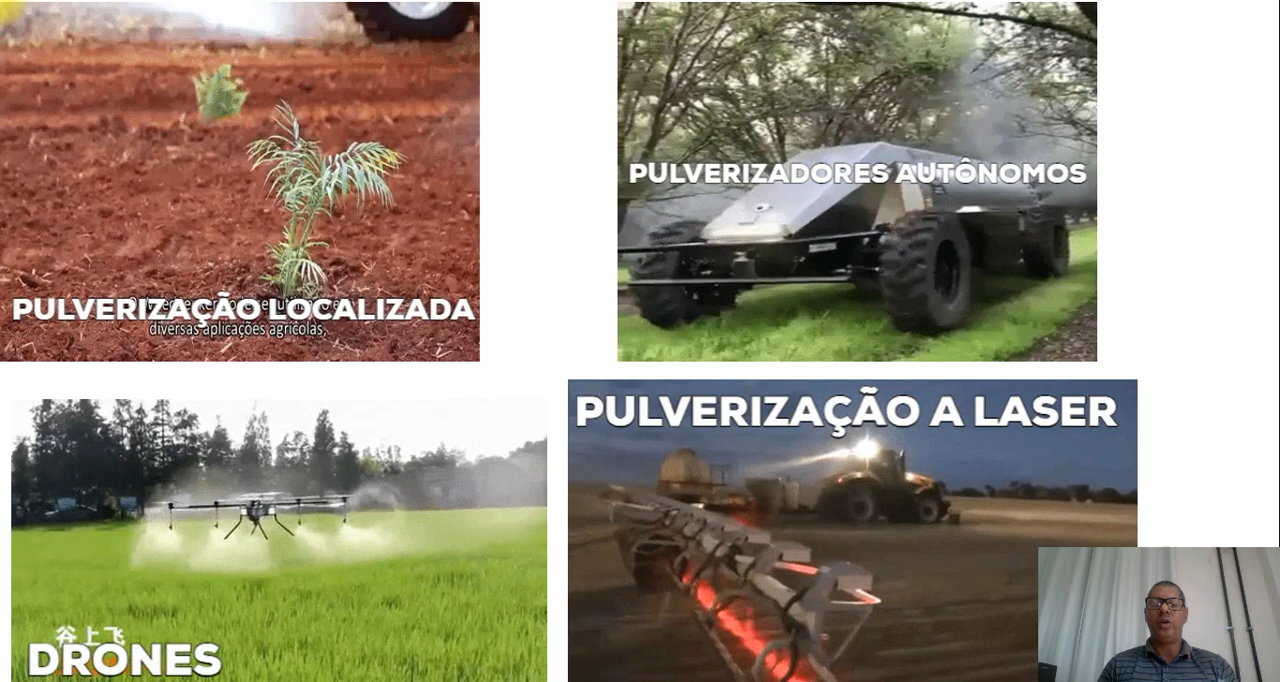 PULVERIZAÇÃO LOCALIZADA
diversas aplicações agrícolas,
PULVERIZADORES AUTÔNOMOS
谷上飞
DRONES
PULVERIZAÇÃO A LASER